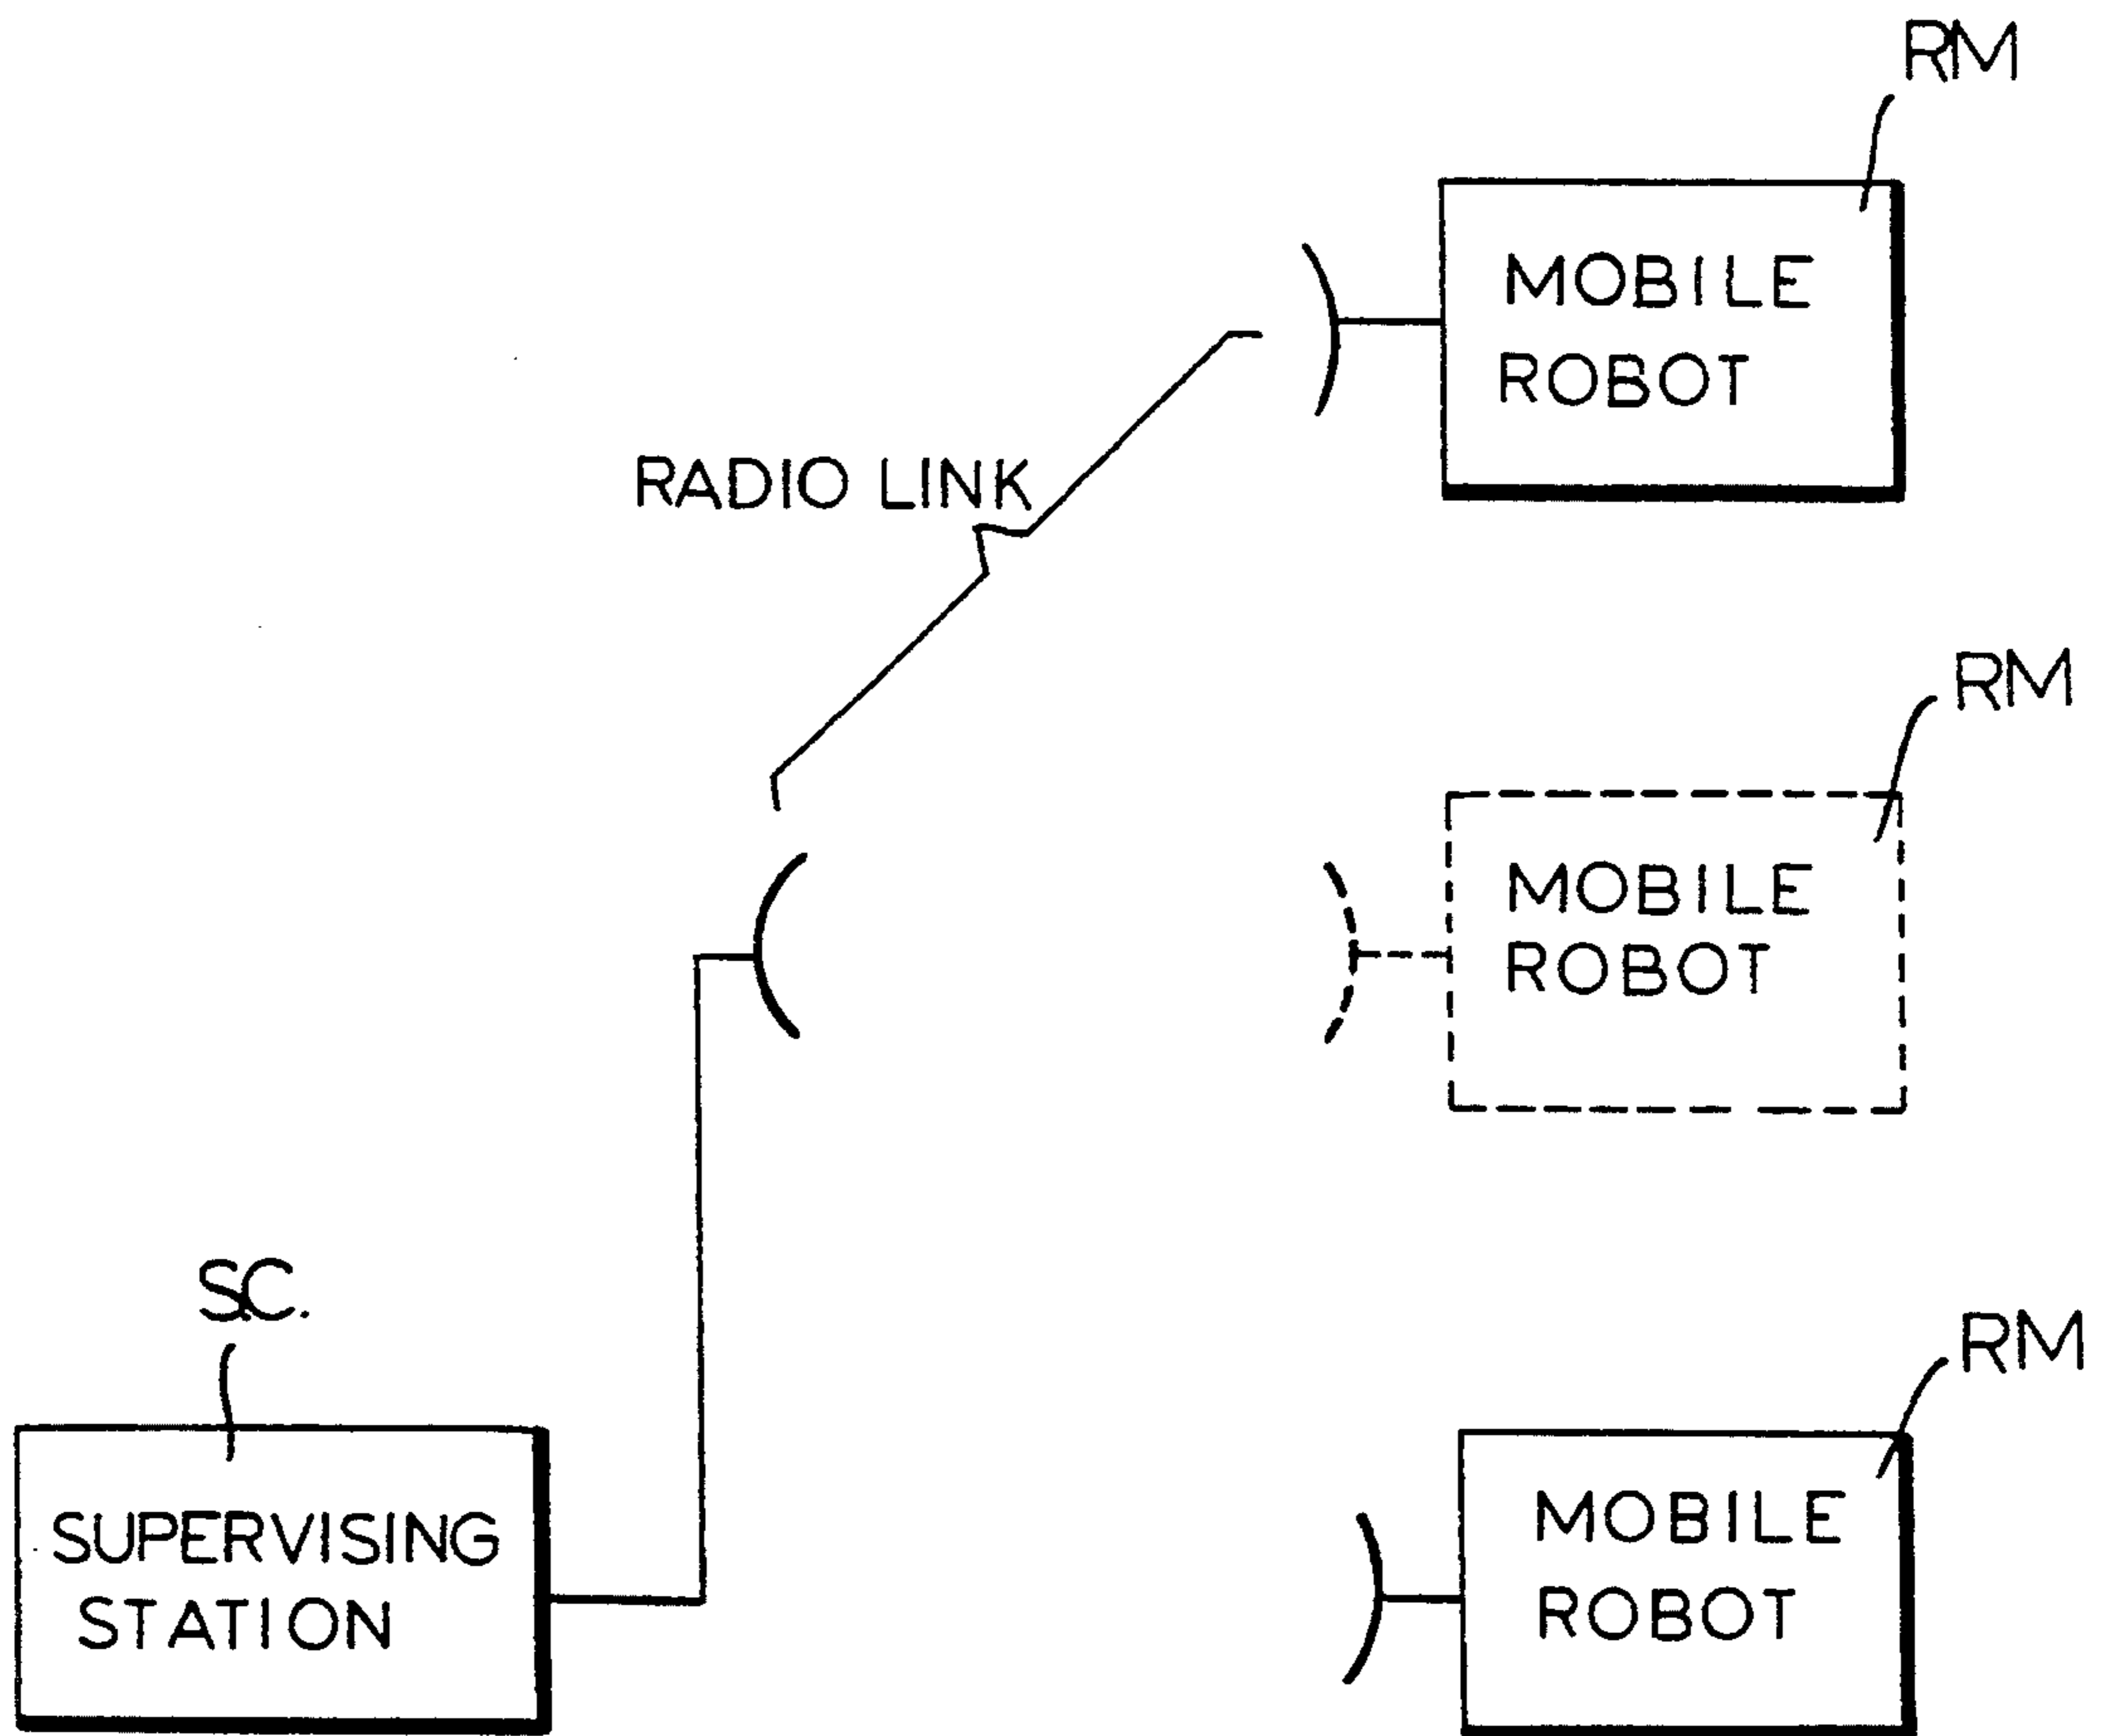 RM
MOBILE
ROBOT
RADIO LINK
RM
MOBILE
ROBOT
S.C.
RM
SUPERVISING
STATION
MOBILE
ROBOT